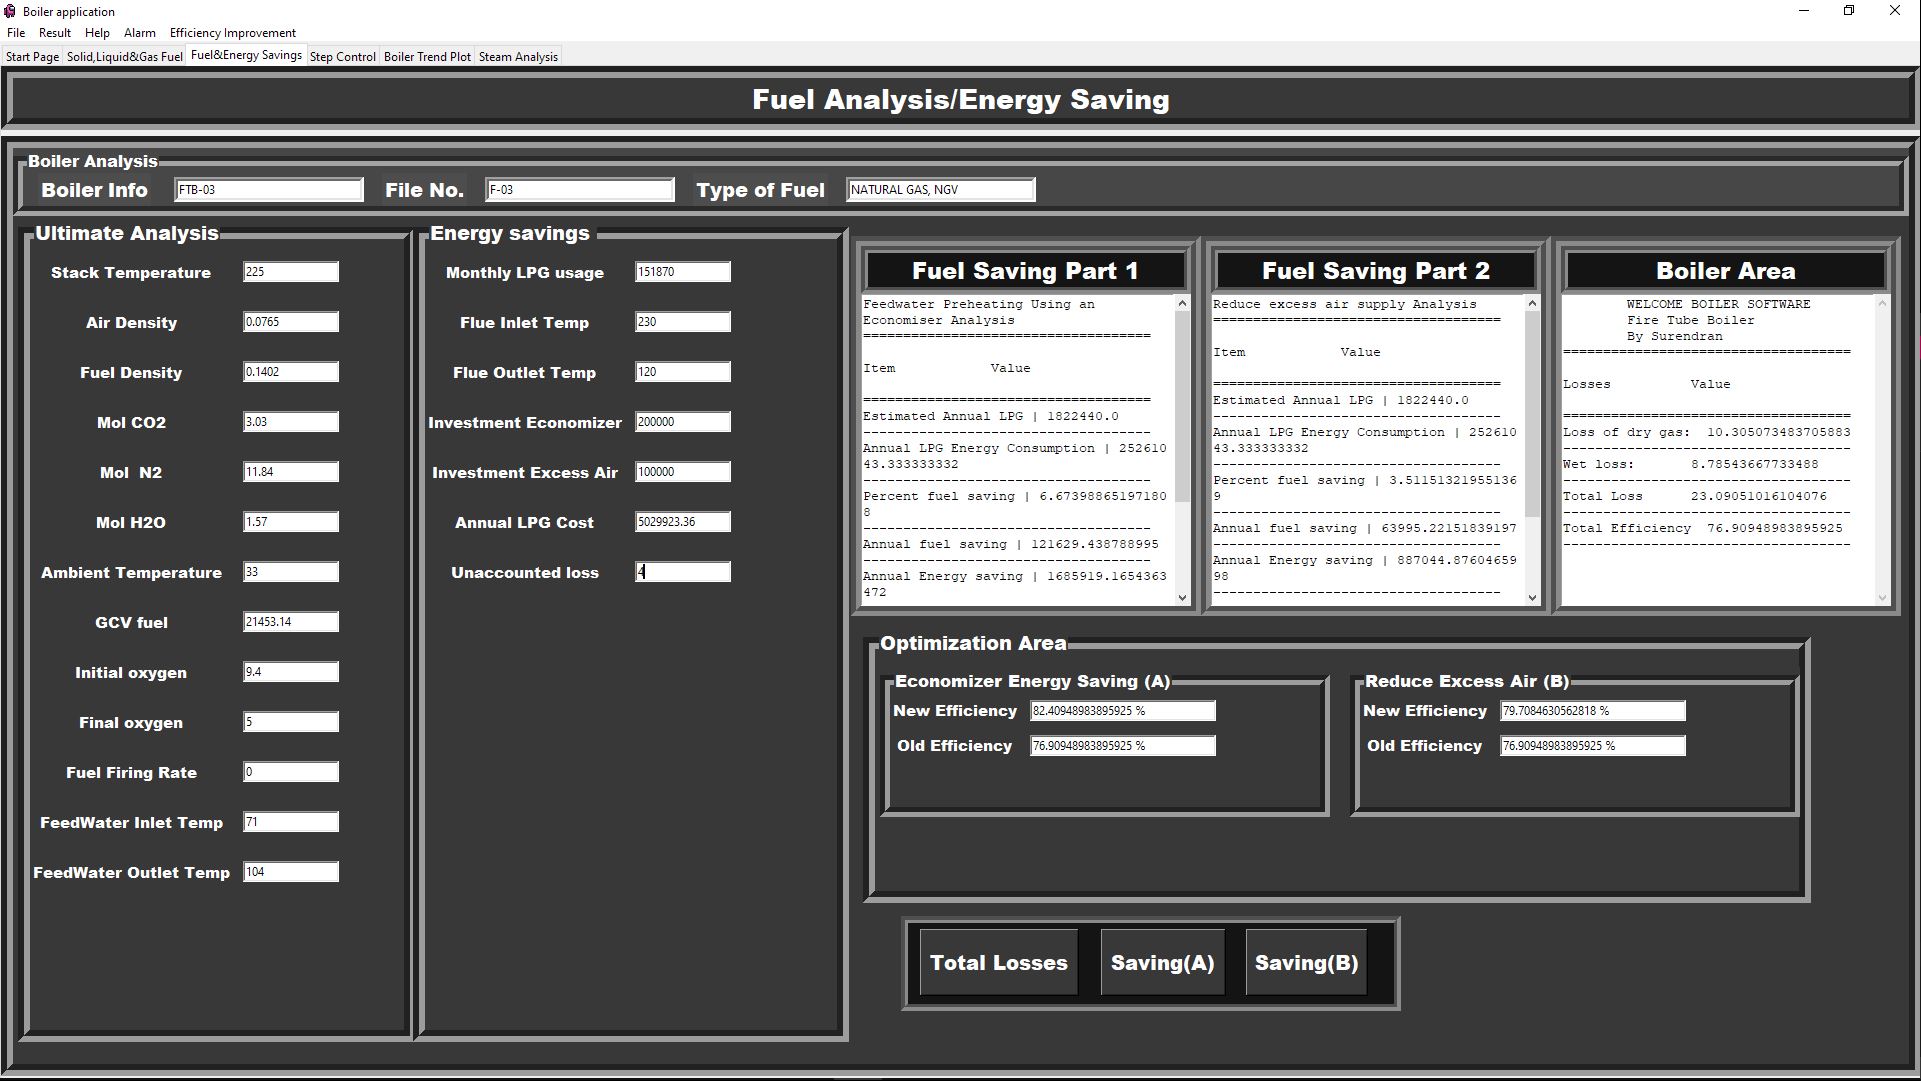 Boiler application
File Result Help Alarm Efficiency Improvement
Start Page Solid,Liquid&Gas Fuel Fuel&Energy Savings Step Control Boiler Trend Plot Steam Analysis
Fuel Analysis/Energy Saving
Boiler Analysis
Boiler Info FTB-03 File No. F-03 Type of Fuel NATURAL GAS, NGV
Ultimate Analysis
Stack Temperature 225
Air Density 0.0765
Fuel Density 0.1402
Mol CO2 3.03
Mol N2 11.84
Mol H2O 1.57
Ambient Temperature 33
GCV fuel 21453.14
Initial oxygen 9.4
Final oxygen 5
Fuel Firing Rate 0
FeedWater Inlet Temp 71
FeedWater Outlet Temp 104
Energy savings
Monthly LPG usage 151870
Flue Inlet Temp 230
Flue Outlet Temp 120
Investment Economizer 200000
Investment Excess Air 100000
Annual LPG Cost 5029923.36
Unaccounted loss 4
Fuel Saving Part 1
Feedwater Preheating Using an
Economiser Analysis
====================================
Item Value
====================================
Estimated Annual LPG | 1822440.0
------------------------------------
Annual LPG Energy Consumption | 252610
43.333333332
------------------------------------
Percent fuel saving | 6.67398865197180
8
------------------------------------
Annual fuel saving | 121629.438788995
------------------------------------
Annual Energy saving | 1685919.1654363
472
Fuel Saving Part 2
Reduce excess air supply Analysis
====================================
Item Value
====================================
Estimated Annual LPG | 1822440.0
------------------------------------
Annual LPG Energy Consumption | 252610
43.333333332
------------------------------------
Percent fuel saving | 3.51151321955136
9
------------------------------------
Annual fuel saving | 63995.22151839197
------------------------------------
Annual Energy saving | 887044.87604659
98
------------------------------------
Boiler Area
WELCOME BOILER SOFTWARE
Fire Tube Boiler
By Surendran
====================================
Losses Value
====================================
Loss of dry gas: 10.305073483705883
------------------------------------
Wet loss: 8.78543667733488
------------------------------------
Total Loss 23.09051016104076
------------------------------------
Total Efficiency 76.90948983895925
------------------------------------
Optimization Area
Economizer Energy Saving (A)
New Efficiency 82.40948983895925 %
Old Efficiency 76.90948983895925 %
Reduce Excess Air (B)
New Efficiency 79.7084630562818 %
Old Efficiency 76.90948983895925 %
Total Losses Saving(A) Saving(B)